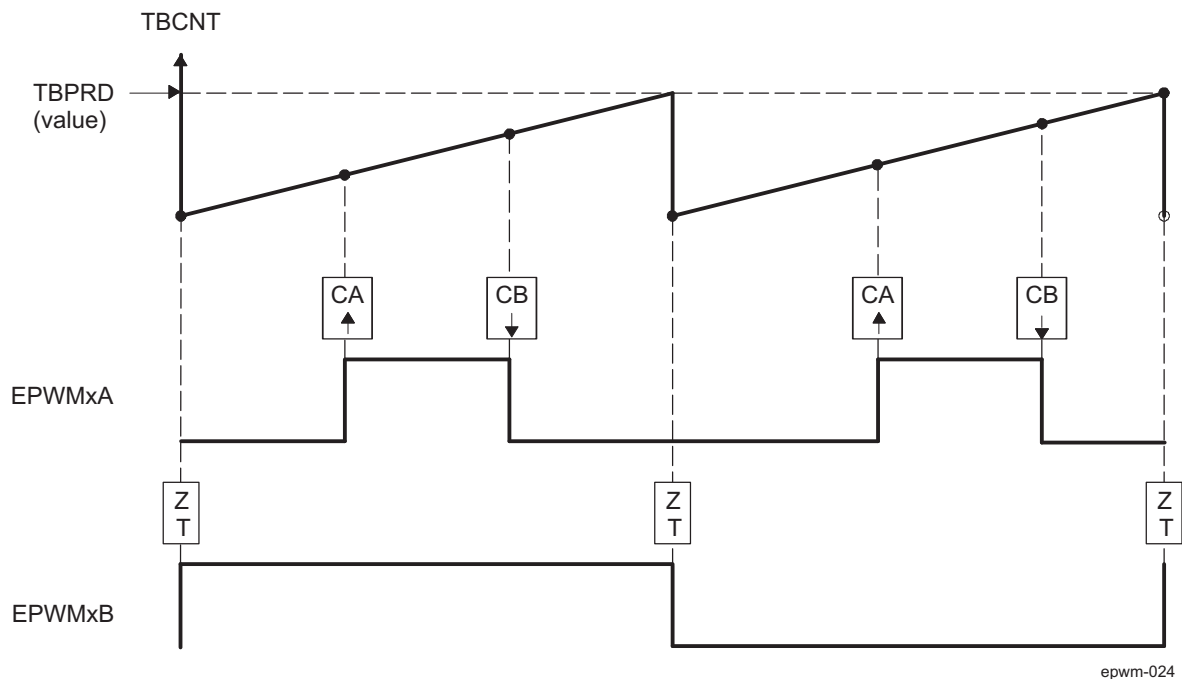 TBCNT
TBPRD
(value)
CA
CB
CA
CB
EPWMxA
Z
T
Z
T
Z
T
EPWMxB
epwm-024